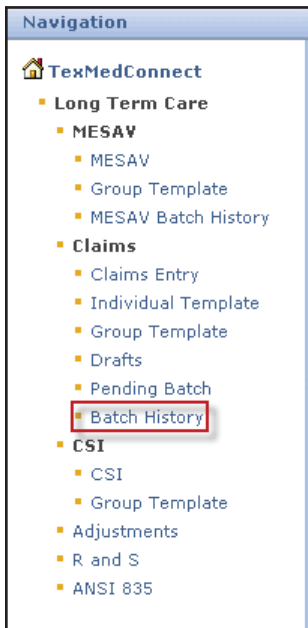 Navigation
TexMedConnect
Long Term Care
MESAV
MESAV
Group Template
MESAV Batch History
Claims
Claims Entry
Individual Template
Group Template
Drafts
Pending Batch
Batch History
CSI
CSI
Group Template
Adjustments
R and S
ANSI 835